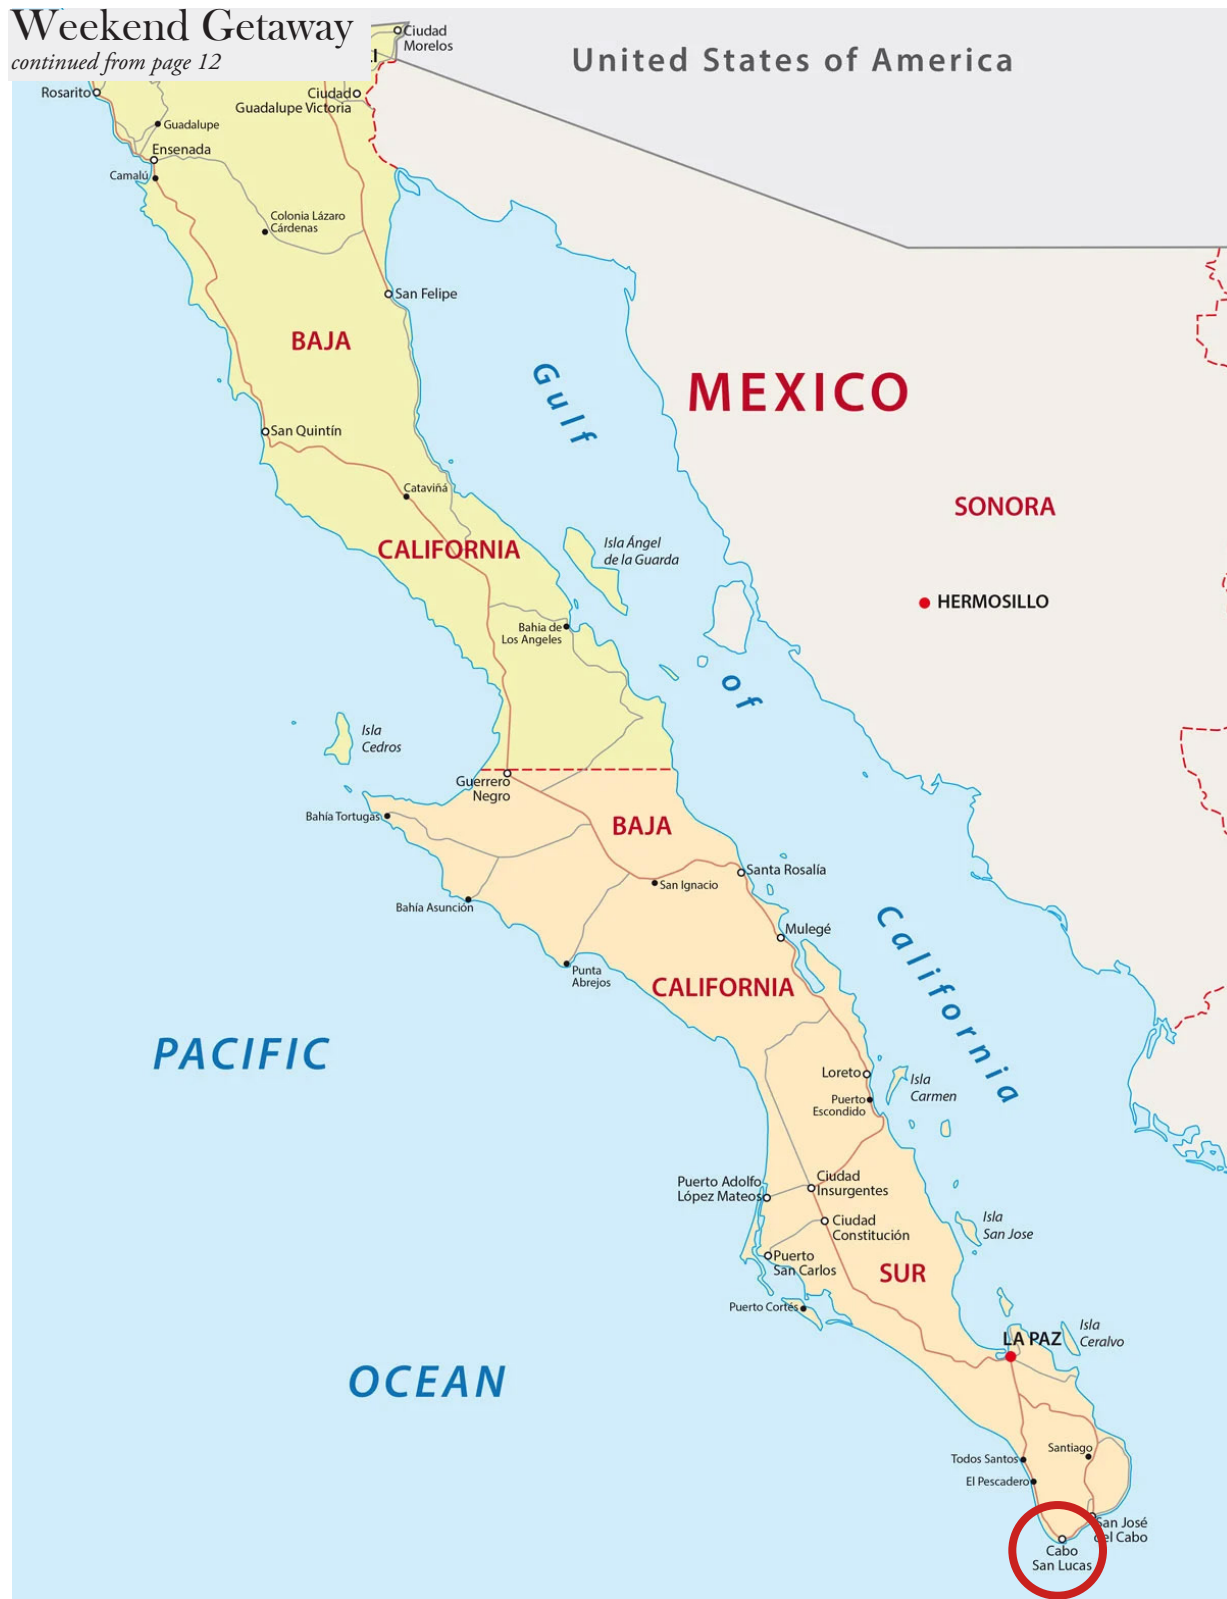 Weekend Getaway
continued from page 12
Ciudad
Morelos
United States of America
Rosarito
Ciudad
Guadalupe Victoria
Guadalupe
Ensenada
Camalú
Colonia Lázaro
Cárdenas
San Felipe
BAJA
Gulf
MEXICO
San Quintín
Cataviñá
SONORA
CALIFORNIA
Isla Ángel
de la Guarda
HERMOSILLO
Bahia de
Los Angeles
of
Isla
Cedros
Guerrero
Negro
Bahía Tortugas
BAJA
Santa Rosalía
San Ignacio
Bahía Asunción
California
Mulegé
Punta
Abrejos
CALIFORNIA
PACIFIC
Loreto
Isla
Carmen
Puerto
Escondido
Puerto Adolfo
López Mateos
Ciudad
Insurgentes
Ciudad
Constitución
Isla
San Jose
Puerto
San Carlos
SUR
Puerto Cortés
Isla
Ceralvo
LA PAZ
OCEAN
Santiago
Todos Santos
El Pescadero
San José
del Cabo
Cabo
San Lucas